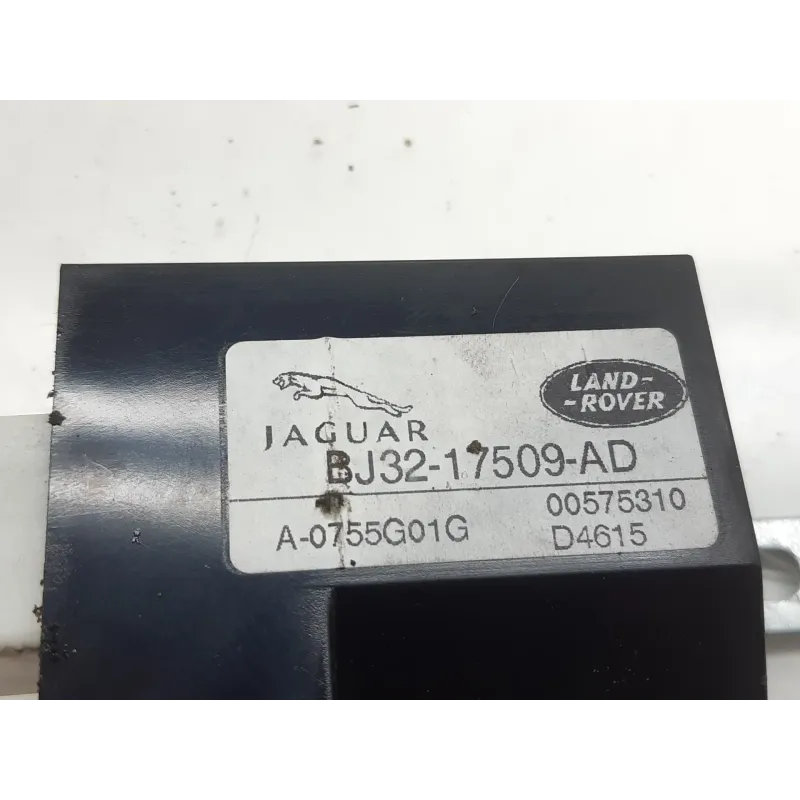 JAGUAR
LAND-
-ROVER
BJ32-17509-AD
A-0755G01G
00575310
D4615